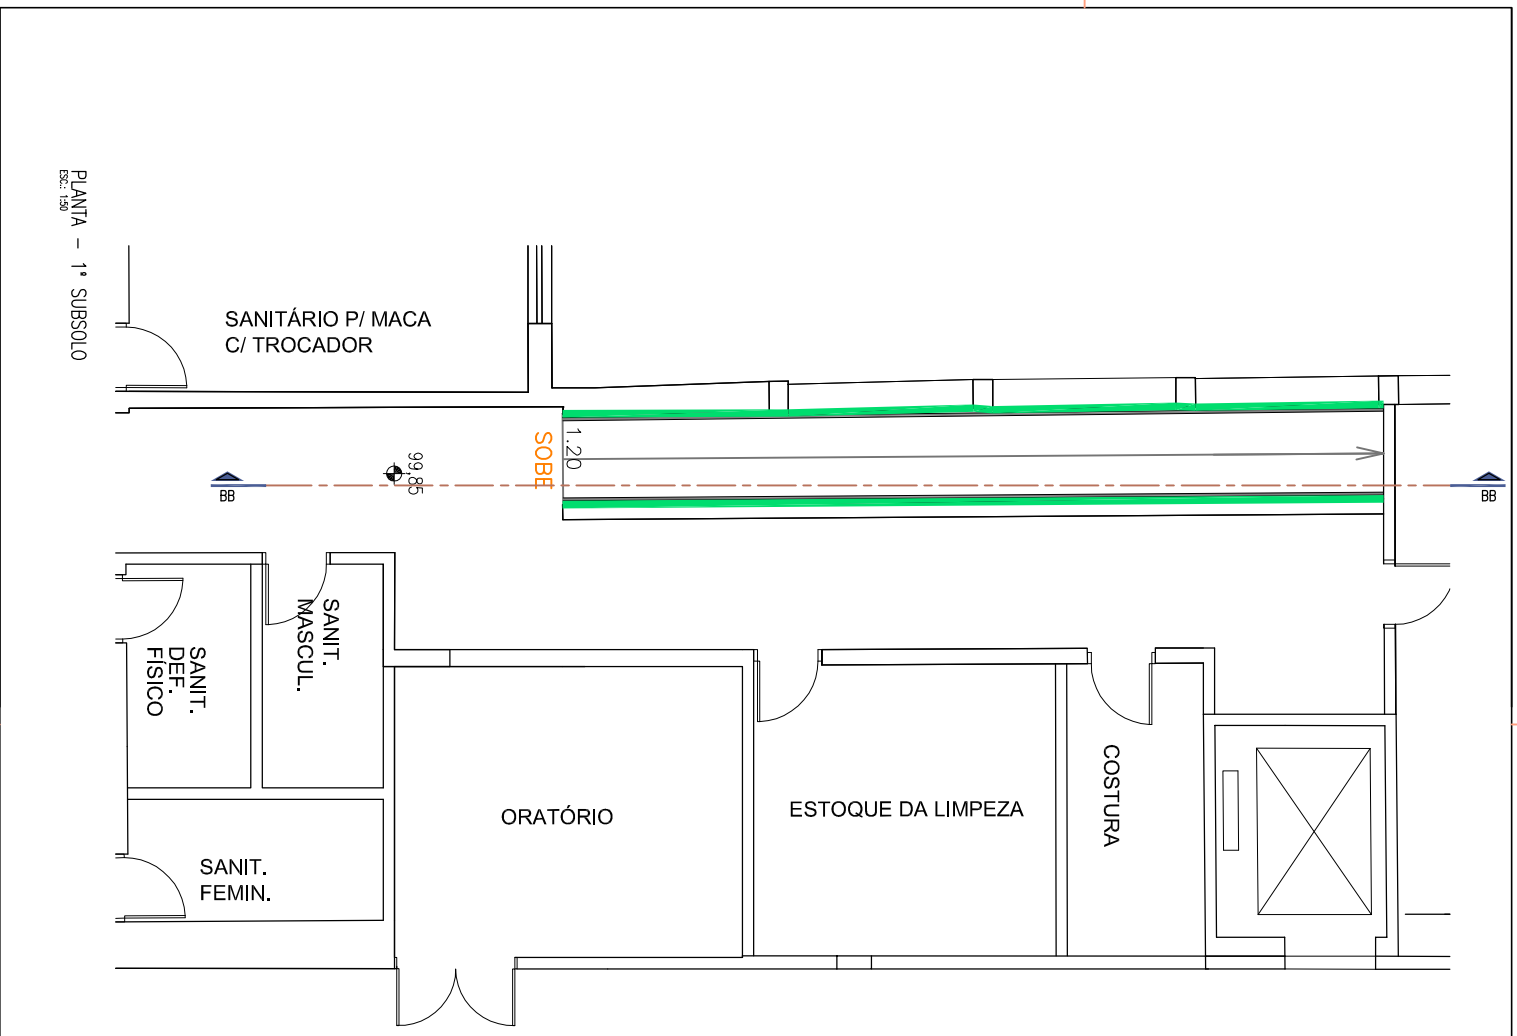 PLANTA - 1° SUBSOLO
ESC.: 1:50
SANITÁRIO P/ MACA
C/ TROCADOR
1.20
SOBE
99,85
BB
BB
SANIT.
MASCUL.
SANIT.
DEF.
FÍSICO
COSTURA
ESTOQUE DA LIMPEZA
ORATÓRIO
SANIT.
FEMIN.